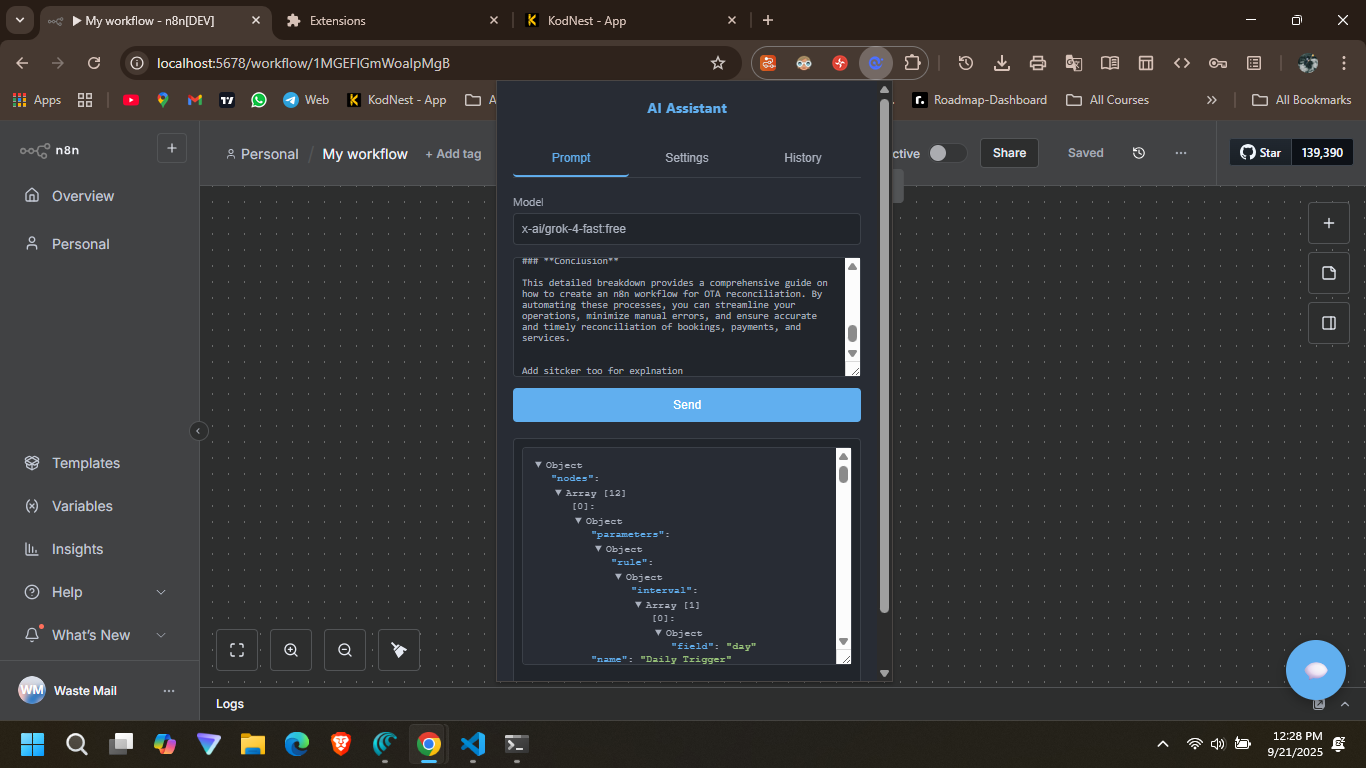 ▶ My workflow - n8n[DEV]
Extensions
KodNest - App
localhost:5678/workflow/1MGEFlGmWoalpMgB
Apps
Web
KodNest - App
A
Roadmap-Dashboard
All Courses
All Bookmarks
n8n
Overview
Personal
Templates
Variables
Insights
Help
What's New
WM
Waste Mail
Personal / My workflow
+ Add tag
ctive
Share
Saved
Star
139,390
AI Assistant
Prompt
Settings
History
Model
x-ai/grok-4-fast:free
### **Conclusion**
This detailed breakdown provides a comprehensive guide on
how to create an n8n workflow for OTA reconciliation. By
automating these processes, you can streamline your
operations, minimize manual errors, and ensure accurate
and timely reconciliation of bookings, payments, and
services.
Add sitcker too for explnation
Send
▼ Object
"nodes":
▼ Array [12]
[0]:
▼ Object
"parameters":
▼ Object
"rule":
▼ Object
"interval":
▼ Array [1]
[0]:
▼ Object
"field": "day"
"name": "Daily Trigger"
Logs
12:28 PM
9/21/2025